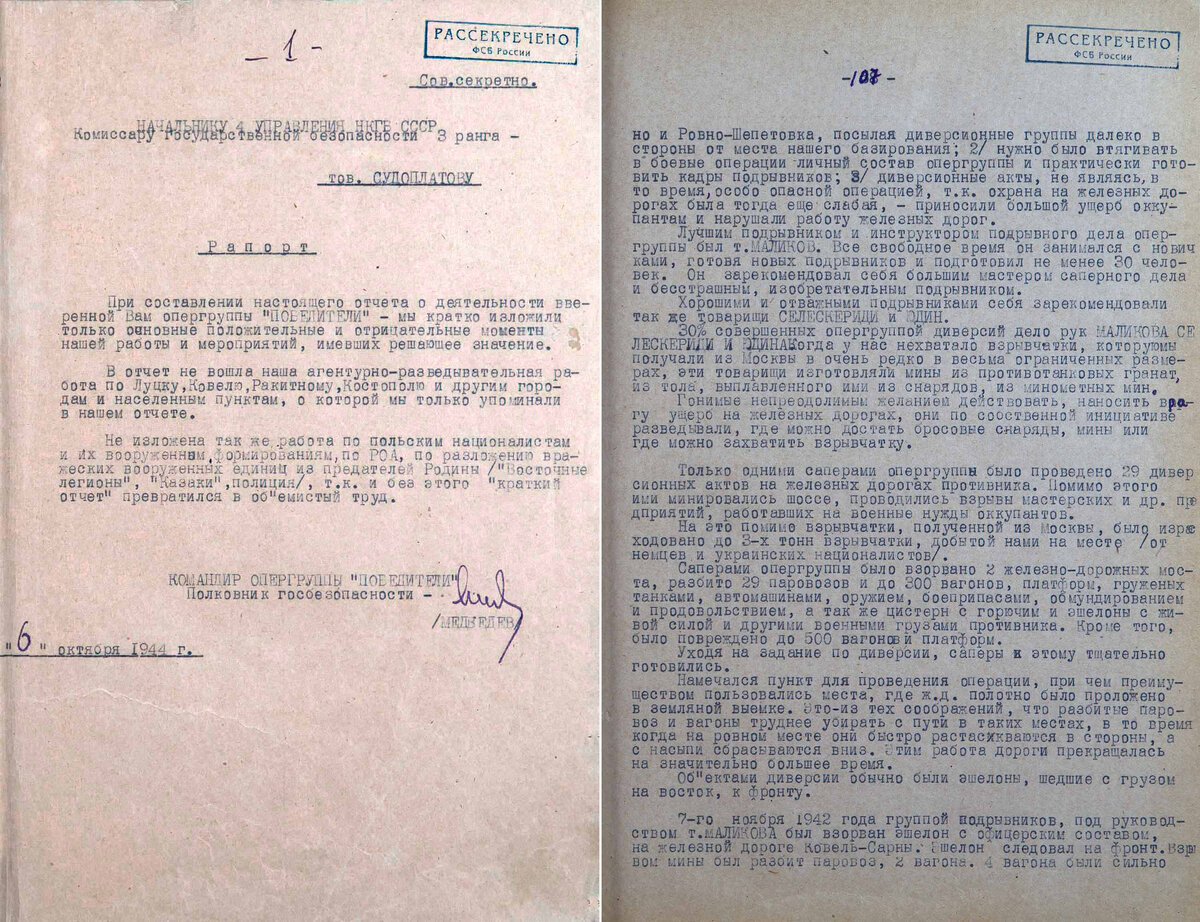 - 1 -
РАССЕКРЕЧЕНО
ФСБ России
Сов.секретно.
НАЧАЛЬНИКУ 4 УПРАВЛЕНИЯ НКГБ СССР
Комиссару Государственной безопасности 3 ранга -
тов. СУДОПЛАТОВУ
Рапорт
При составлении настоящего отчета о деятельности вве-
ренной Вам опергруппы "ПОБЕДИТЕЛИ" - мы кратко изложили
только основные положительные и отрицательные моменты
нашей работы и мероприятий, имевших решающее значение.
В отчет не вошла наша агентурно-разведывательная ра-
бота по Луцку,Ковелю,Ракитному,Костополю и другим горо-
дам и населенным пунктам, о которой мы только упоминали
в нашем отчете.
Не изложена так же работа по польским националистам
и их вооруженным формированиям,по РОА, по разложению вра-
жеских вооруженных единиц из предателей Родины /"Восточные
легионы", "Казаки",полиция/, т.к. и без этого "краткий
отчет" превратился в об"емистый труд.
КОМАНДИР ОПЕРГРУППЫ "ПОБЕДИТЕЛИ"
Полковник госбезопасности -
/МЕДВЕДЕВ/
"6" октября 1944 г.
РАССЕКРЕЧЕНО
ФСБ России
-107-
но и Ровно-Шепетовка, посылая диверсионные группы далеко в
стороны от места нашего базирования; 2/ нужно было втягивать
в боевые операции личный состав опергруппы и практически гото-
вить кадры подрывников; 3/ диверсионные акты, не являясь, в
то время,особо опасной операцией, т.к. охрана на железных до-
рогах была тогда еще слабая, - приносили большой ущерб окку-
пантам и нарушали работу железных дорог.
Лучшим подрывником и инструктором подрывного дела опер-
группы был т.МАЛИКОВ. Все свободное время он занимался с нович
ками, готовя новых подрывников и подготовил не менее 30 чело-
век. Он зарекомендовал себя большим мастером саперного дела
и бесстрашным, изобретательным подрывником.
Хорошими и отважными подрывниками себя зарекомендовали
так же товарищи СЕЛЕСКЕРИДИ и ЮДИН.
30% совершенных опергруппой диверсий дело рук МАЛИКОВА СЕ
ЛЕСКЕРИДИ И ЮДИНАКогда у нас нехватало взрывчатки, которуюмы
получали из Москвы в очень редко в весьма ограниченных разме-
рах, эти товарищи изготовляли мины из противотанковых гранат,
из тола, выплавленного ими из снарядов, из минометных мин.
Гонимые непреодолимым желанием действовать, наносить вра-
гу ущерб на железных дорогах, они по сосственной инициативе
разведывали, где можно достать бросовые снаряды, мины или
где можно захватить взрывчатку.
Только одними саперами опергруппы было проведено 29 дивер
сионных актов на железных дорогах противника. Помимо этого
ими минировались шоссе, проводились взрывы мастерских и др. пре
дприятий, работавших на военные нужды оккупантов.
На это помимо взрывчатки, полученной из Москвы, было изра
ходовано до 3-х тонн взрывчатки, добытой нами на месте /от
немцев и украинских националистов/.
Саперами опергруппы было взорвано 2 железно-дорожных мос-
та, разбито 29 паровозов и до 300 вагонов, платформ, груженых
танками, автомашинами, оружием, боеприпасами, обмундированием
и продовольствием, а так же цистерн с горючим и эшелоны с жи-
вой силой и другими военными грузами противника. Кроме того,
было повреждено до 500 вагонов и платформ.
Уходя на задание по диверсии, саперы к этому тщательно
готовились.
Намечался пункт для проведения операции, при чем преиму-
ществом пользовались места, где ж.д. полотно было проложено
в земляной выемке. Это-из тех соображений, что разбитые паро-
воз и вагоны труднее убирать с пути в таких местах, в то время
когда на ровном месте они быстро растаскиваются в стороны, а
с насыпи сбрасываются вниз. Этим работа дороги прекращалась
на значительно большее время.
Об"ектами диверсии обычно были эшелоны, шедшие с грузом
на восток, к фронту.
7-го ноября 1942 года группой подрывников, под руковод-
ством т.МАЛИКОВА был взорван эшелон с офицерским составом,
на железной дороге Ковель-Сарны. Эшелон следовал на фронт.Взры
вом мины был разбит паровоз, 2 вагона. 4 вагона были сильно